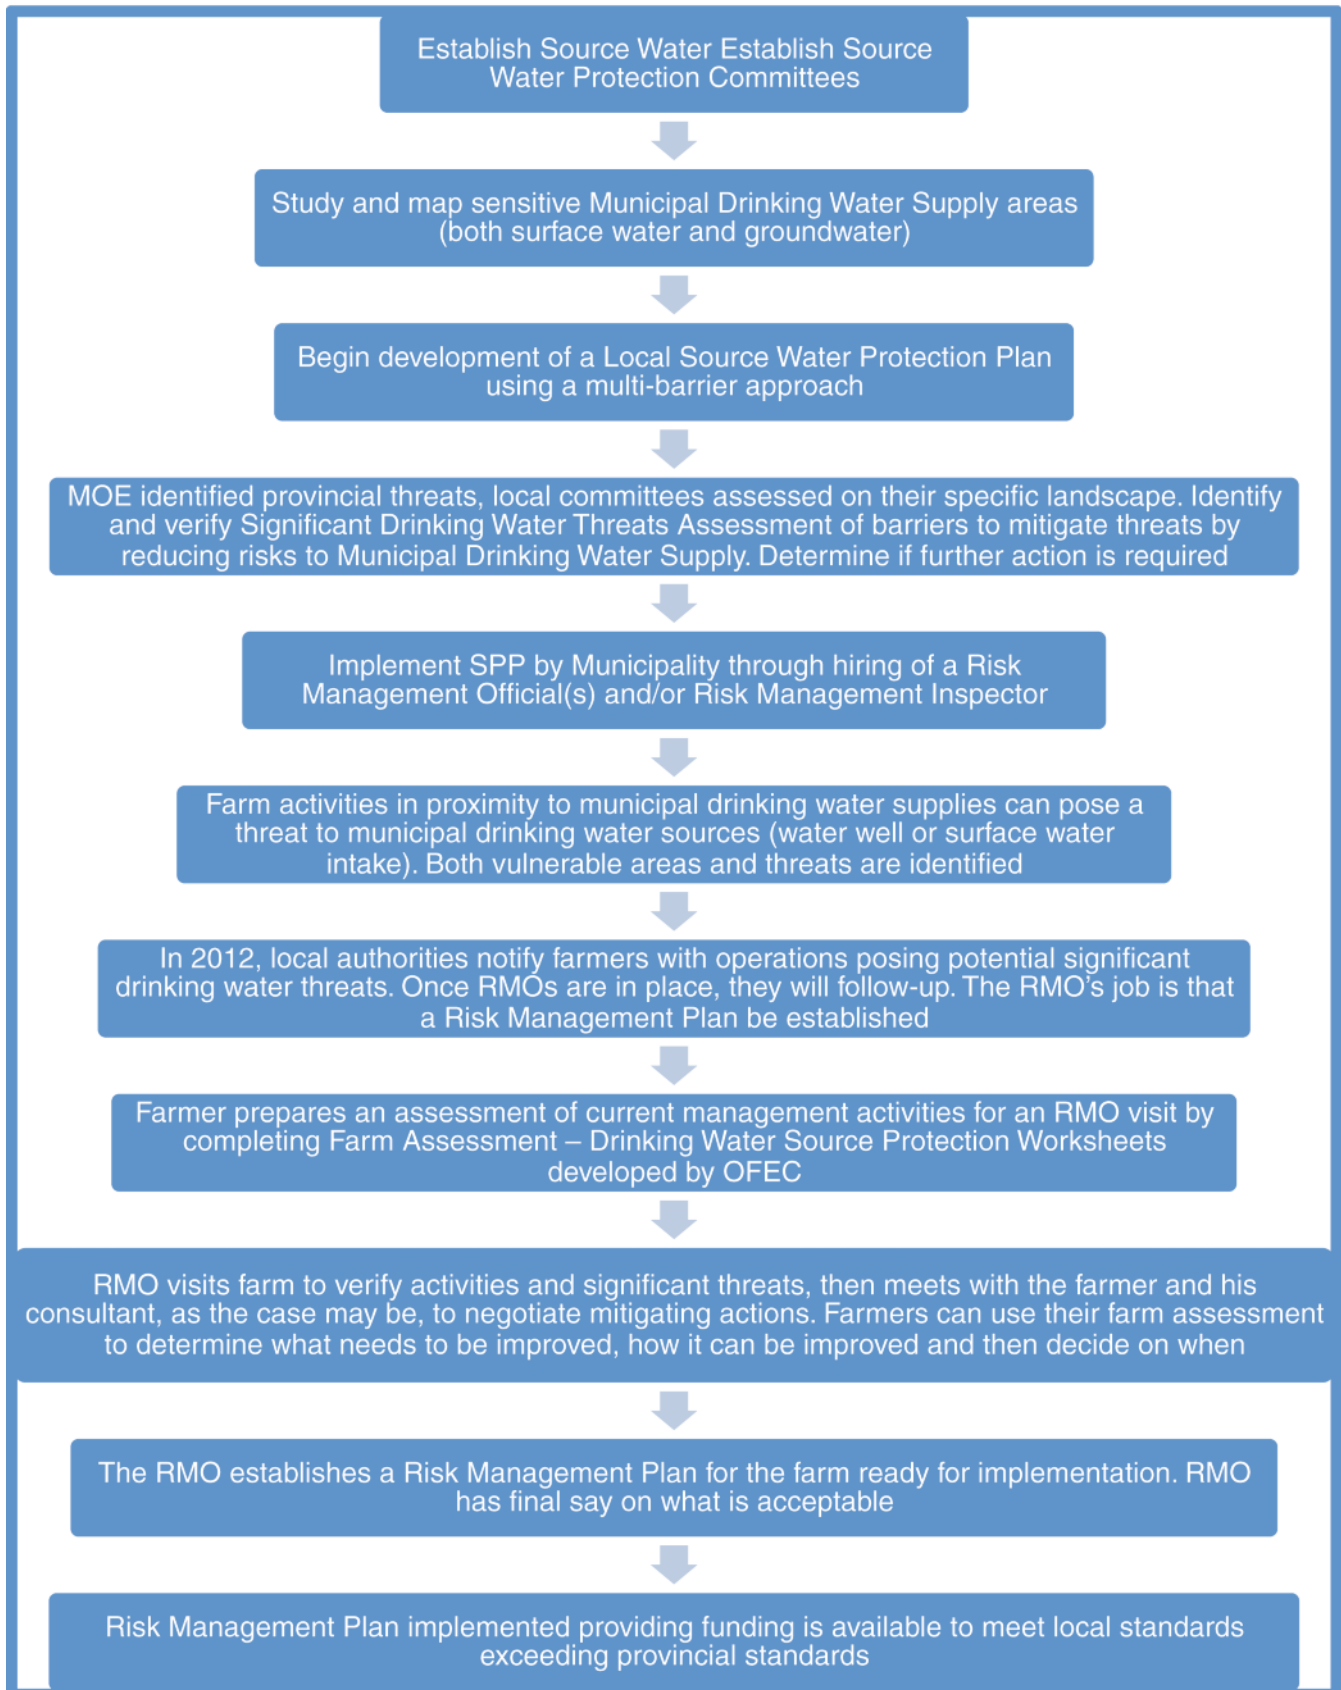 Establish Source Water Establish Source
Water Protection Committees
Study and map sensitive Municipal Drinking Water Supply areas
(both surface water and groundwater)
Begin development of a Local Source Water Protection Plan
using a multi-barrier approach
MOE identified provincial threats, local committees assessed on their specific landscape. Identify
and verify Significant Drinking Water Threats Assessment of barriers to mitigate threats by
reducing risks to Municipal Drinking Water Supply. Determine if further action is required
Implement SPP by Municipality through hiring of a Risk
Management Official(s) and/or Risk Management Inspector
Farm activities in proximity to municipal drinking water supplies can pose a
threat to municipal drinking water sources (water well or surface water
intake). Both vulnerable areas and threats are identified
In 2012, local authorities notify farmers with operations posing potential significant
drinking water threats. Once RMOs are in place, they will follow-up. The RMO's job is that
a Risk Management Plan be established
Farmer prepares an assessment of current management activities for an RMO visit by
completing Farm Assessment – Drinking Water Source Protection Worksheets
developed by OFEC
RMO visits farm to verify activities and significant threats, then meets with the farmer and his
consultant, as the case may be, to negotiate mitigating actions. Farmers can use their farm assessment
to determine what needs to be improved, how it can be improved and then decide on when
The RMO establishes a Risk Management Plan for the farm ready for implementation. RMO
has final say on what is acceptable
Risk Management Plan implemented providing funding is available to meet local standards
exceeding provincial standards